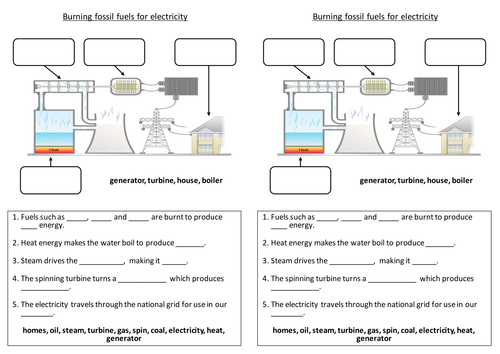 Burning fossil fuels for electricity
generator, turbine, house, boiler
1. Fuels such as _____, _____ and _____ are burnt to produce
____ energy.
2. Heat energy makes the water boil to produce _______.
3. Steam drives the __________, making it ______.
4. The spinning turbine turns a ____________ which produces
____________.
5. The electricity travels through the national grid for use in our
________.
homes, oil, steam, turbine, gas, spin, coal, electricity, heat,
generator
Burning fossil fuels for electricity
generator, turbine, house, boiler
1. Fuels such as _____, _____ and _____ are burnt to produce
____ energy.
2. Heat energy makes the water boil to produce _______.
3. Steam drives the __________, making it ______.
4. The spinning turbine turns a ____________ which produces
____________.
5. The electricity travels through the national grid for use in our
________.
homes, oil, steam, turbine, gas, spin, coal, electricity, heat,
generator